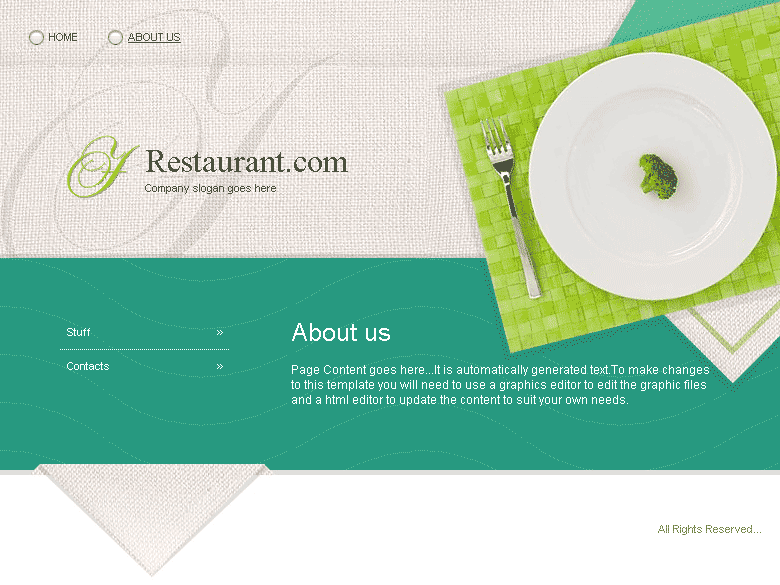 HOME
ABOUT US
Restaurant.com
Company slogan goes here
Stuff »
Contacts »
About us
Page Content goes here...It is automatically generated text.To make changes
to this template you will need to use a graphics editor to edit the graphic files
and a html editor to update the content to suit your own needs.
All Rights Reserved...